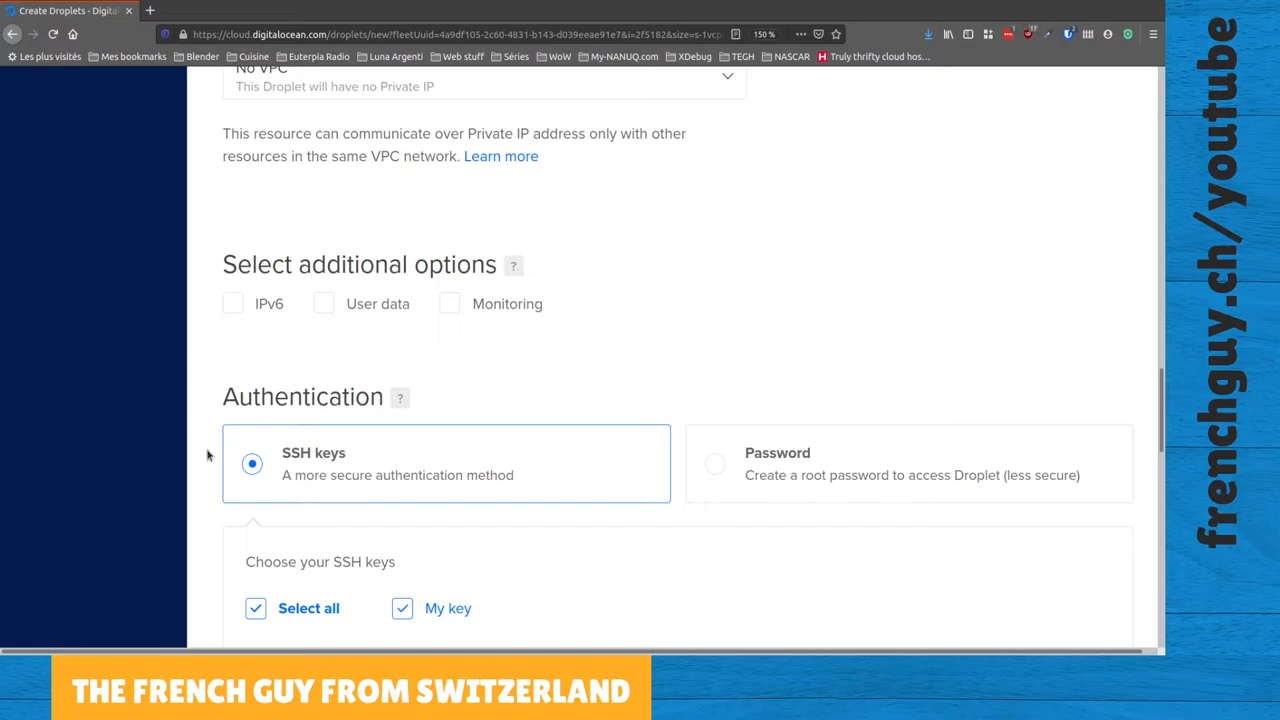 Create Droplets - Digital
https://cloud.digitalocean.com/droplets/new?fleetUuid=4a9df105-2c60-4831-b143-d039eeae91e7&i=2f5182&size=s-1vcp
150 %
Les plus visités
Mes bookmarks
Blender
Cuisine
Euterpia Radio
Luna Argenti
Web stuff
Séries
WoW
My-NANUQ.com
XDebug
TECH
NASCAR
H Truly thrifty cloud hos...
No VPC
This Droplet will have no Private IP
This resource can communicate over Private IP address only with other
resources in the same VPC network. Learn more
Select additional options ?
IPv6
User data
Monitoring
Authentication ?
SSH keys
A more secure authentication method
Password
Create a root password to access Droplet (less secure)
Choose your SSH keys
Select all
My key
THE FRENCH GUY FROM SWITZERLAND
frenchguy.ch/youtube